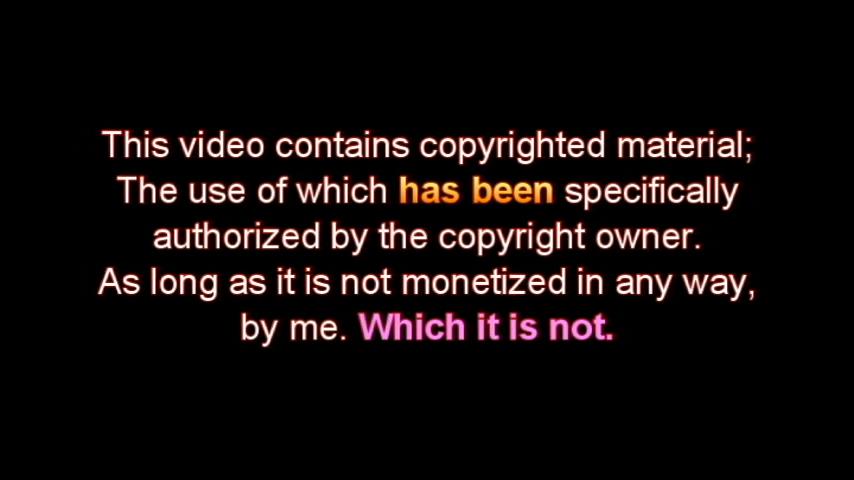 This video contains copyrighted material;
The use of which has been specifically
authorized by the copyright owner.
As long as it is not monetized in any way,
by me. Which it is not.